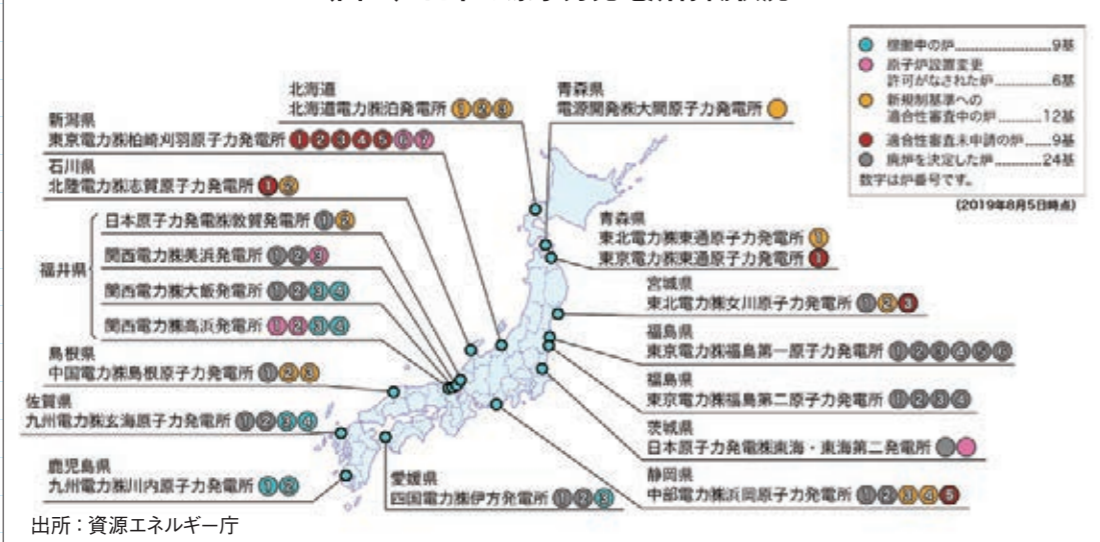 稼働中の炉 9基
原子炉設置変更
許可がなされた炉 6基
新規制基準への
適合性審査中の炉 12基
適合性審査未申請の炉 9基
廃炉を決定した炉 24基
数字は炉番号です。
(2019年8月5日時点)
北海道
北海道電力㈱泊発電所 ①②③
青森県
電源開発㈱大間原子力発電所
新潟県
東京電力㈱柏崎刈羽原子力発電所 ①②③④⑤⑥⑦
石川県
北陸電力㈱志賀原子力発電所 ①②
福井県
日本原子力発電㈱敦賀発電所 ①②
関西電力㈱美浜発電所 ①②③
関西電力㈱大飯発電所 ①②③④
関西電力㈱高浜発電所 ①②③④
島根県
中国電力㈱島根原子力発電所 ①②③
佐賀県
九州電力㈱玄海原子力発電所 ①②③④
鹿児島県
九州電力㈱川内原子力発電所 ①②
愛媛県
四国電力㈱伊方発電所 ①②③
青森県
東北電力㈱東通原子力発電所 ①
東京電力㈱東通原子力発電所 ①
宮城県
東北電力㈱女川原子力発電所 ①②③
福島県
東京電力㈱福島第一原子力発電所 ①②③④⑤⑥
福島県
東京電力㈱福島第二原子力発電所 ①②③④
茨城県
日本原子力発電㈱東海・東海第二発電所
静岡県
中部電力㈱浜岡原子力発電所 ①②③④⑤
出所：資源エネルギー庁